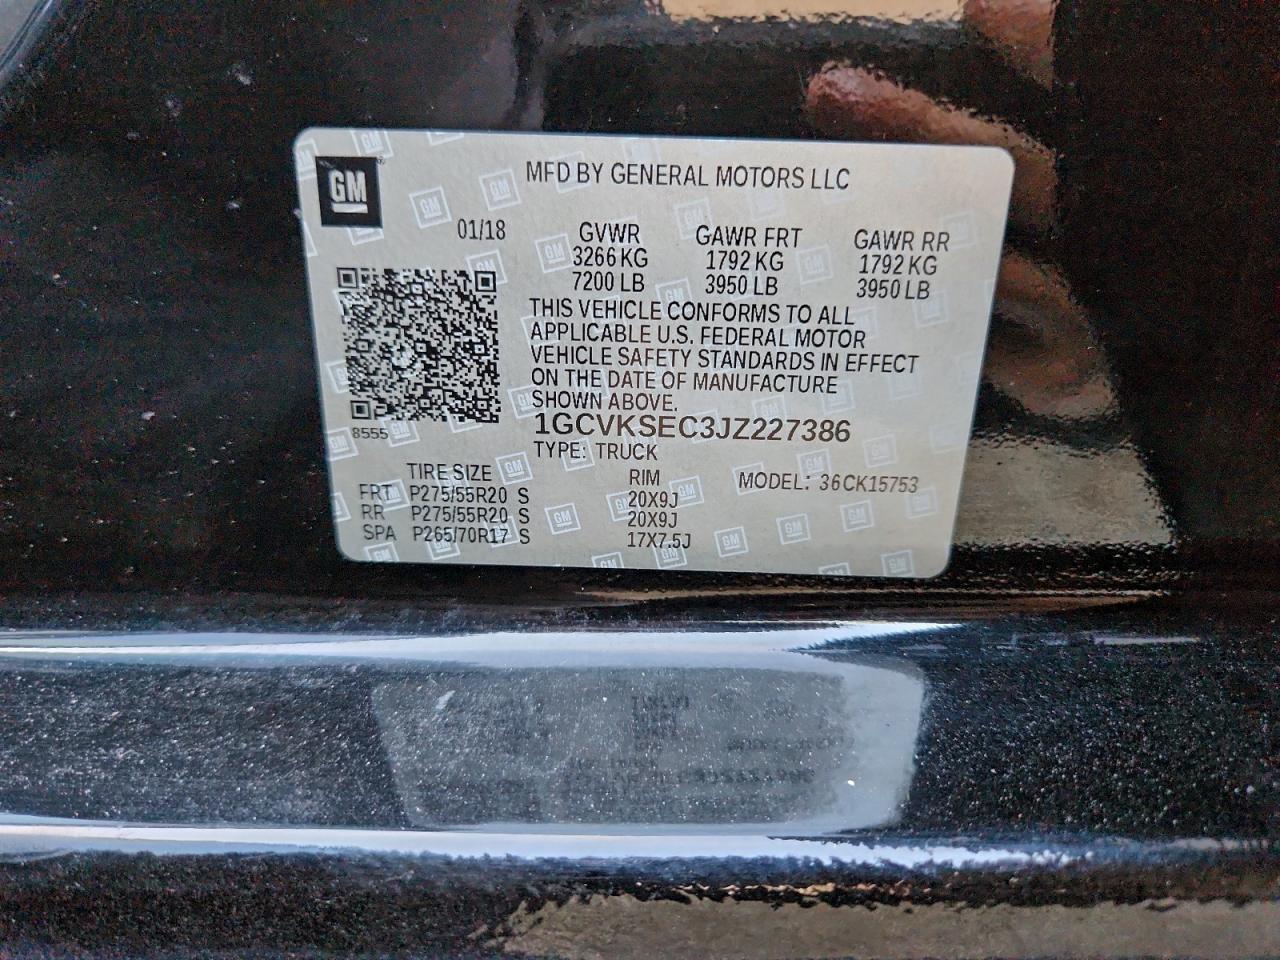 GM
MFD BY GENERAL MOTORS LLC
01/18 GVWR GAWR FRT GAWR RR
3266 KG 1792 KG 1792 KG
7200 LB 3950 LB 3950 LB
THIS VEHICLE CONFORMS TO ALL
APPLICABLE U.S. FEDERAL MOTOR
VEHICLE SAFETY STANDARDS IN EFFECT
ON THE DATE OF MANUFACTURE
SHOWN ABOVE.
8555
1GCVKSEC3JZ227386
TYPE: TRUCK
TIRE SIZE RIM MODEL: 36CK15753
FRT P275/55R20 S 20X9J
RR P275/55R20 S 20X9J
SPA P265/70R17 S 17X7.5J